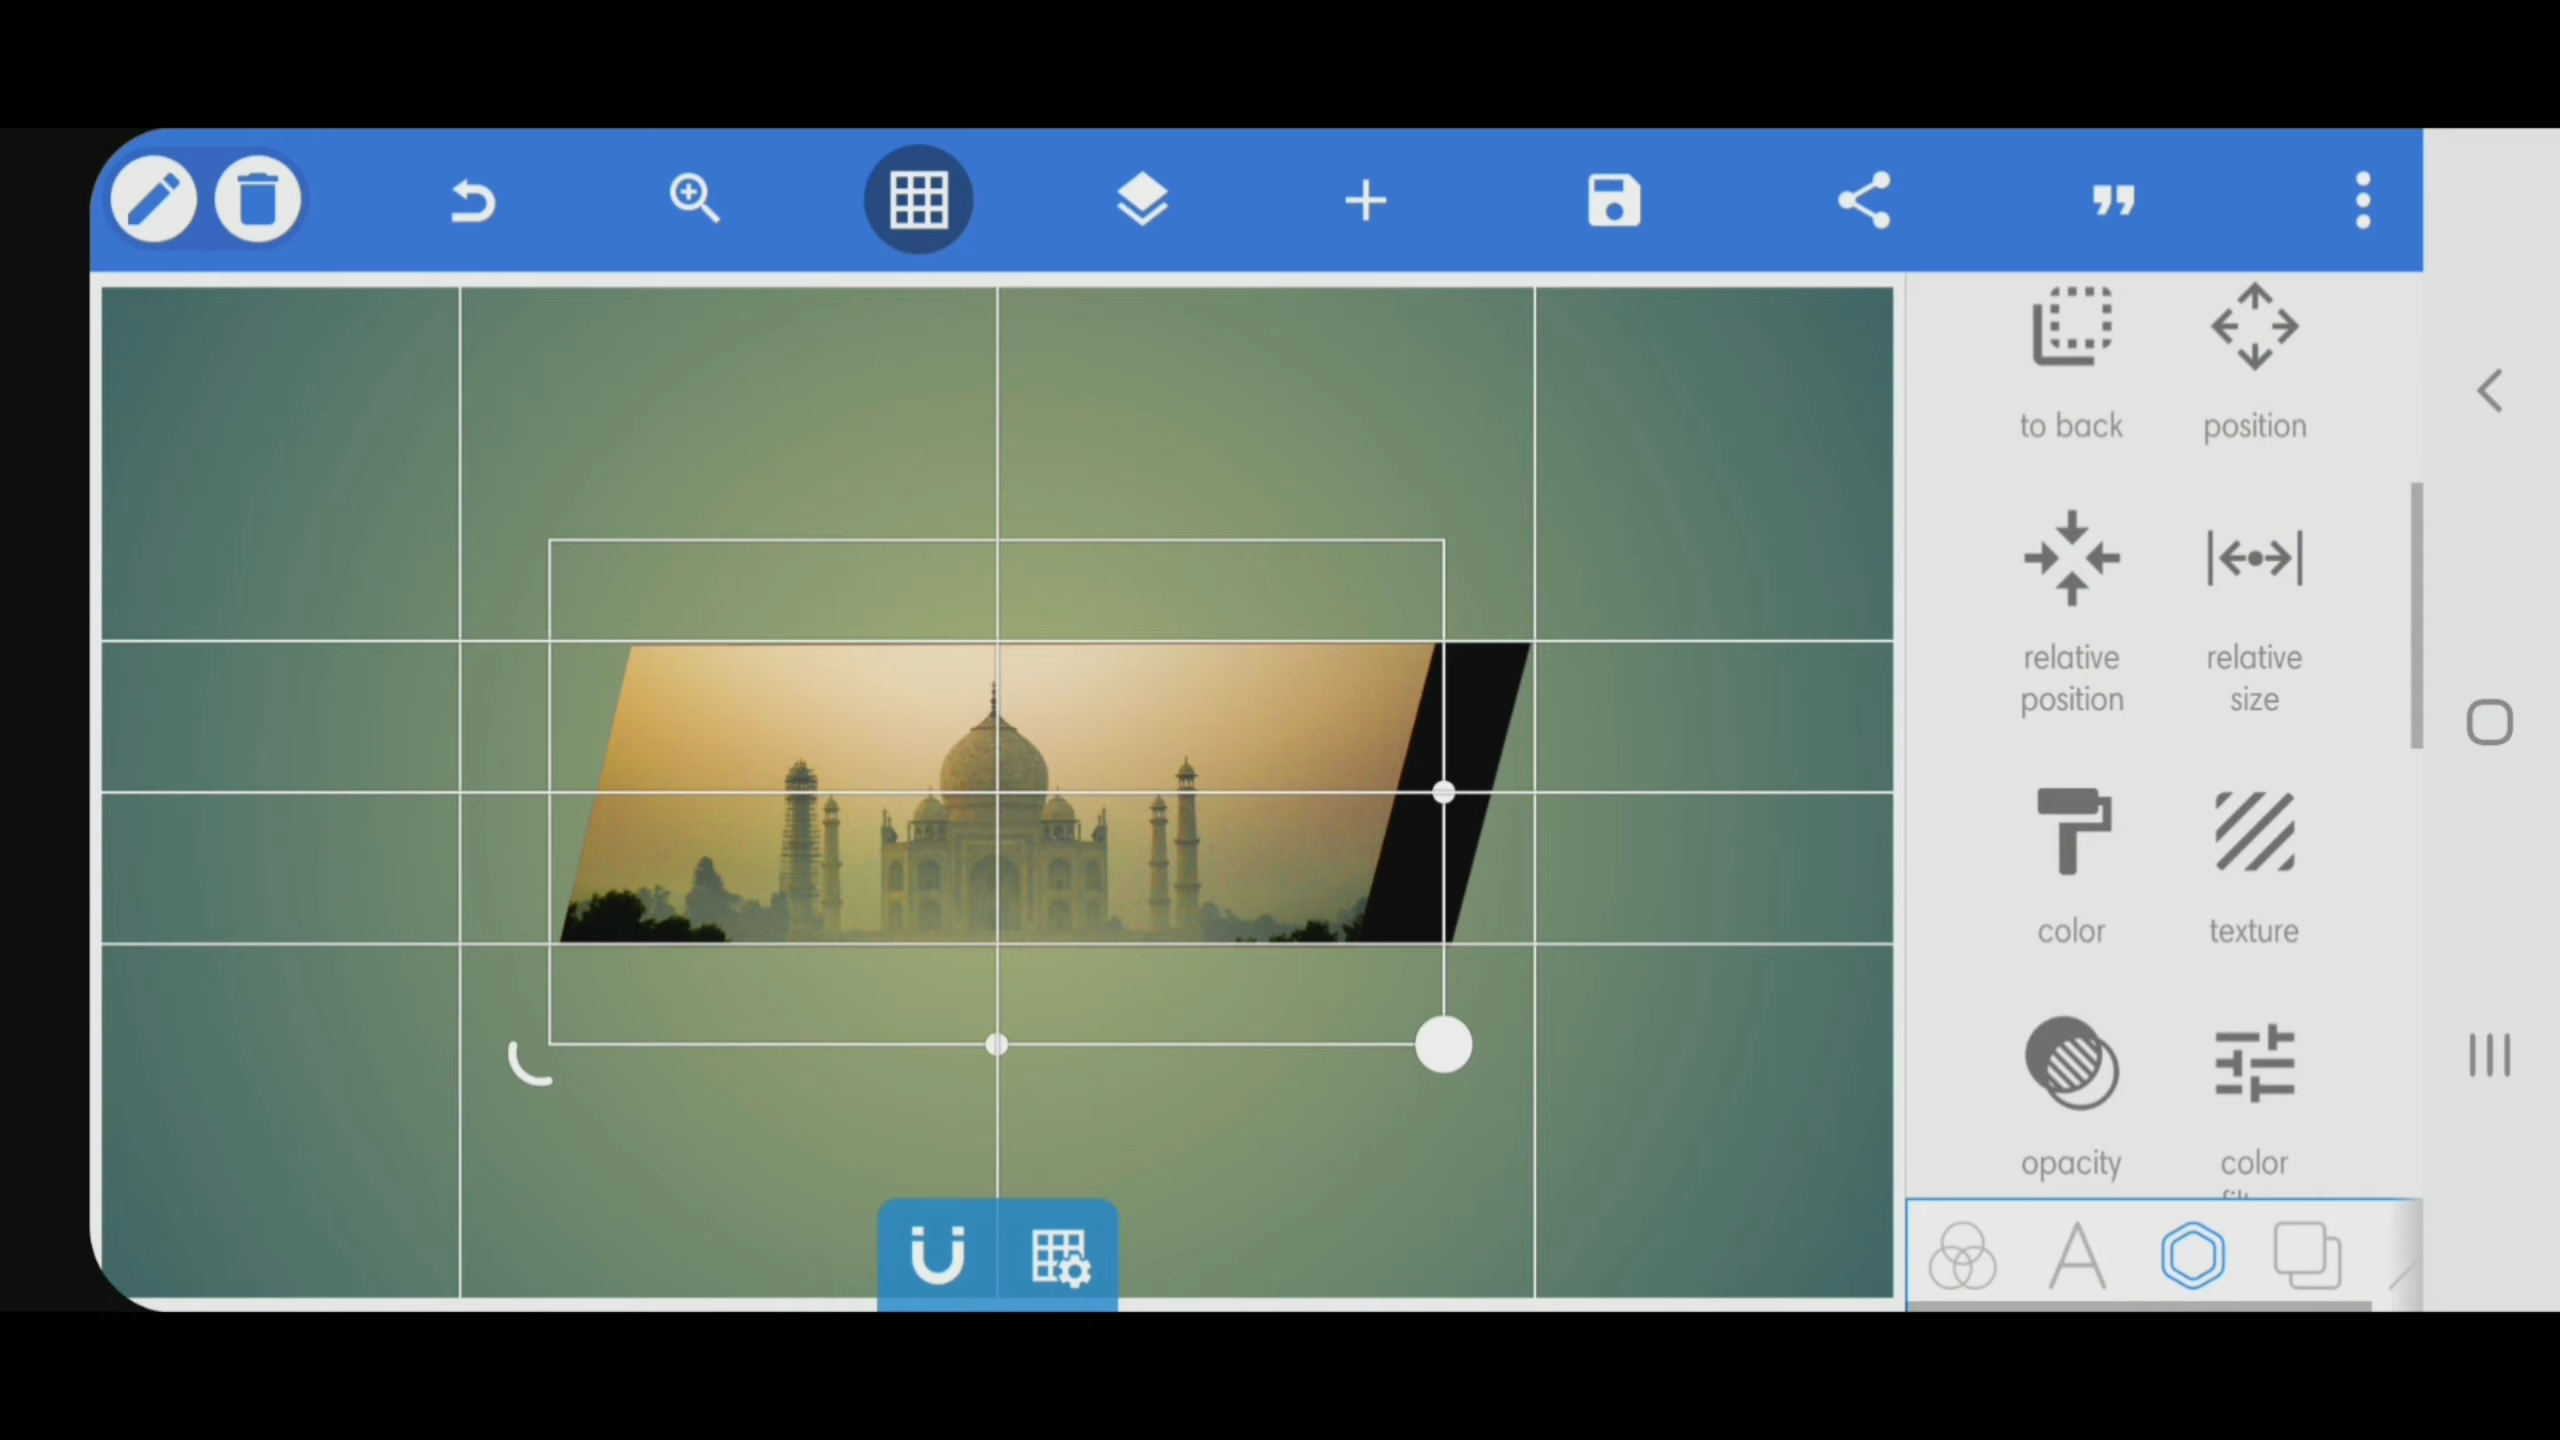 to back
position
relative
position
relative
size
color
texture
opacity
color